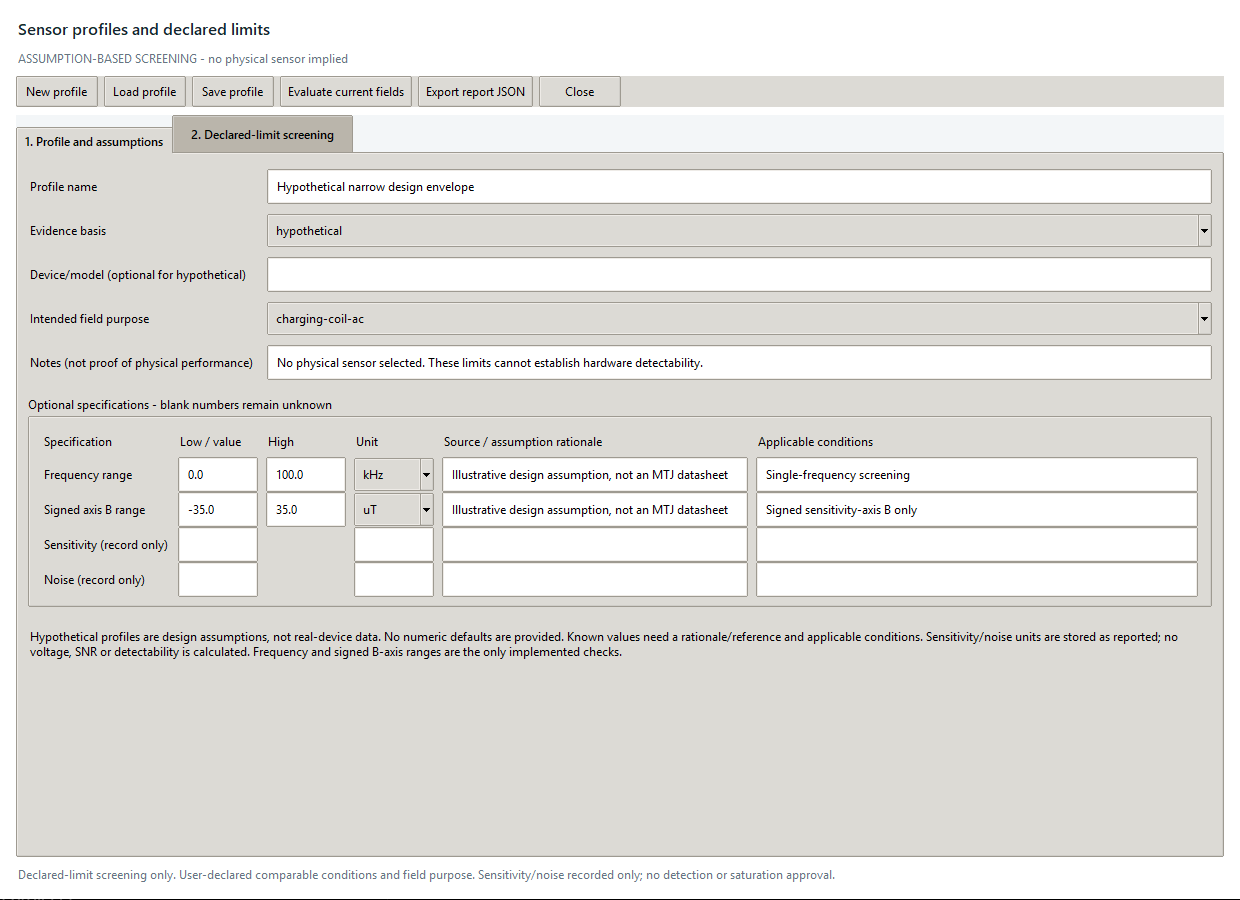 Sensor profiles and declared limits
ASSUMPTION-BASED SCREENING - no physical sensor implied
New profile Load profile Save profile Evaluate current fields Export report JSON Close
1. Profile and assumptions 2. Declared-limit screening
Profile name Hypothetical narrow design envelope
Evidence basis hypothetical
Device/model (optional for hypothetical)
Intended field purpose charging-coil-ac
Notes (not proof of physical performance) No physical sensor selected. These limits cannot establish hardware detectability.
Optional specifications - blank numbers remain unknown
Specification Low / value High Unit Source / assumption rationale Applicable conditions
Frequency range 0.0 100.0 kHz Illustrative design assumption, not an MTJ datasheet Single-frequency screening
Signed axis B range -35.0 35.0 uT Illustrative design assumption, not an MTJ datasheet Signed sensitivity-axis B only
Sensitivity (record only)
Noise (record only)
Hypothetical profiles are design assumptions, not real-device data. No numeric defaults are provided. Known values need a rationale/reference and applicable conditions. Sensitivity/noise units are stored as reported; no
voltage, SNR or detectability is calculated. Frequency and signed B-axis ranges are the only implemented checks.
Declared-limit screening only. User-declared comparable conditions and field purpose. Sensitivity/noise recorded only; no detection or saturation approval.